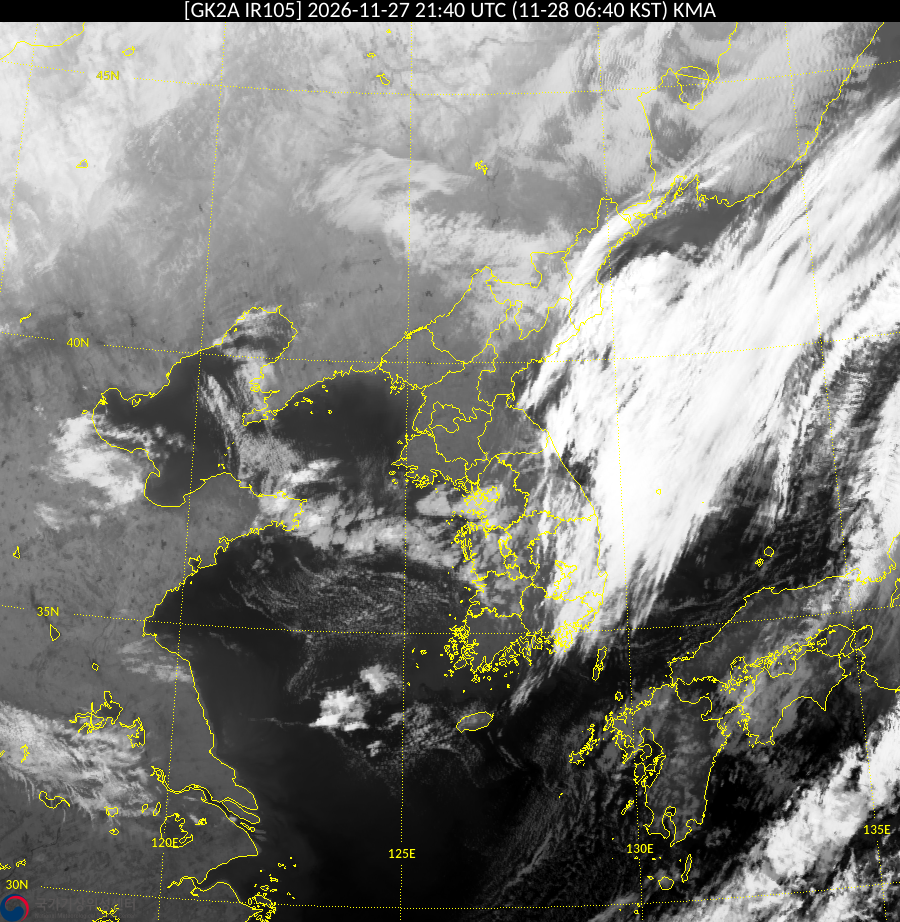 [GK2A IR105] 2026-11-27 21:40 UTC (11-28 06:40 KST) KMA
45N
40N
35N
120E
125E
130E
135E
30N